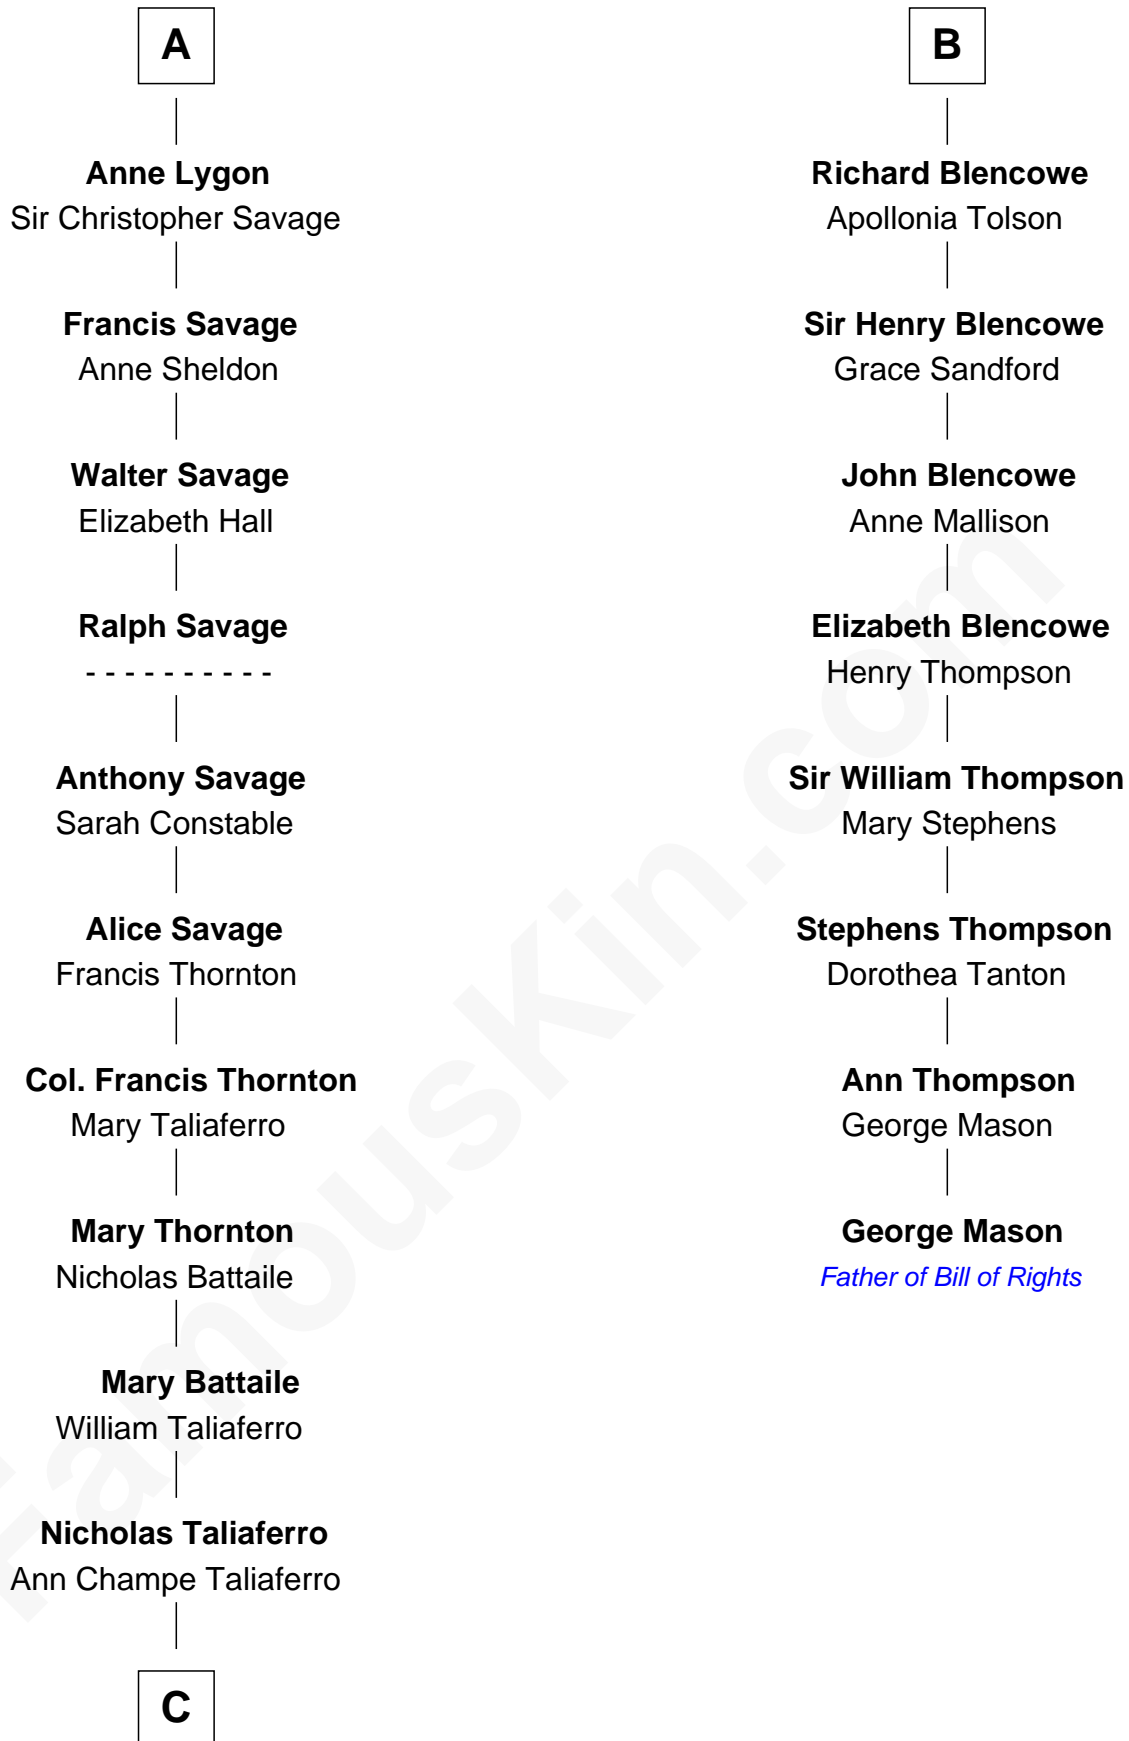 A
Anne Lygon
Sir Christopher Savage
Francis Savage
Anne Sheldon
Walter Savage
Elizabeth Hall
Ralph Savage
- - - - - - - - - -
Anthony Savage
Sarah Constable
Alice Savage
Francis Thornton
Col. Francis Thornton
Mary Taliaferro
Mary Thornton
Nicholas Battaile
Mary Battaile
William Taliaferro
Nicholas Taliaferro
Ann Champe Taliaferro
C
B
Richard Blencowe
Apollonia Tolson
Sir Henry Blencowe
Grace Sandford
John Blencowe
Anne Mallison
Elizabeth Blencowe
Henry Thompson
Sir William Thompson
Mary Stephens
Stephens Thompson
Dorothea Tanton
Ann Thompson
George Mason
George Mason
Father of Bill of Rights
FamousKin.com